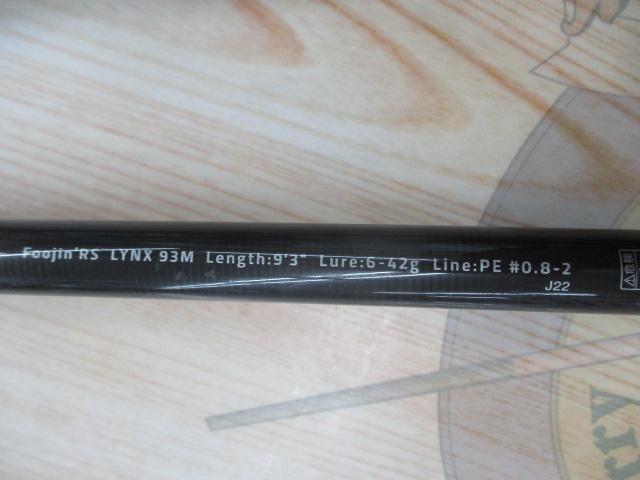 Foojin'RS LYNX 93M Length:9'3" Lure:6-42g Line:PE #0.8-2
J22